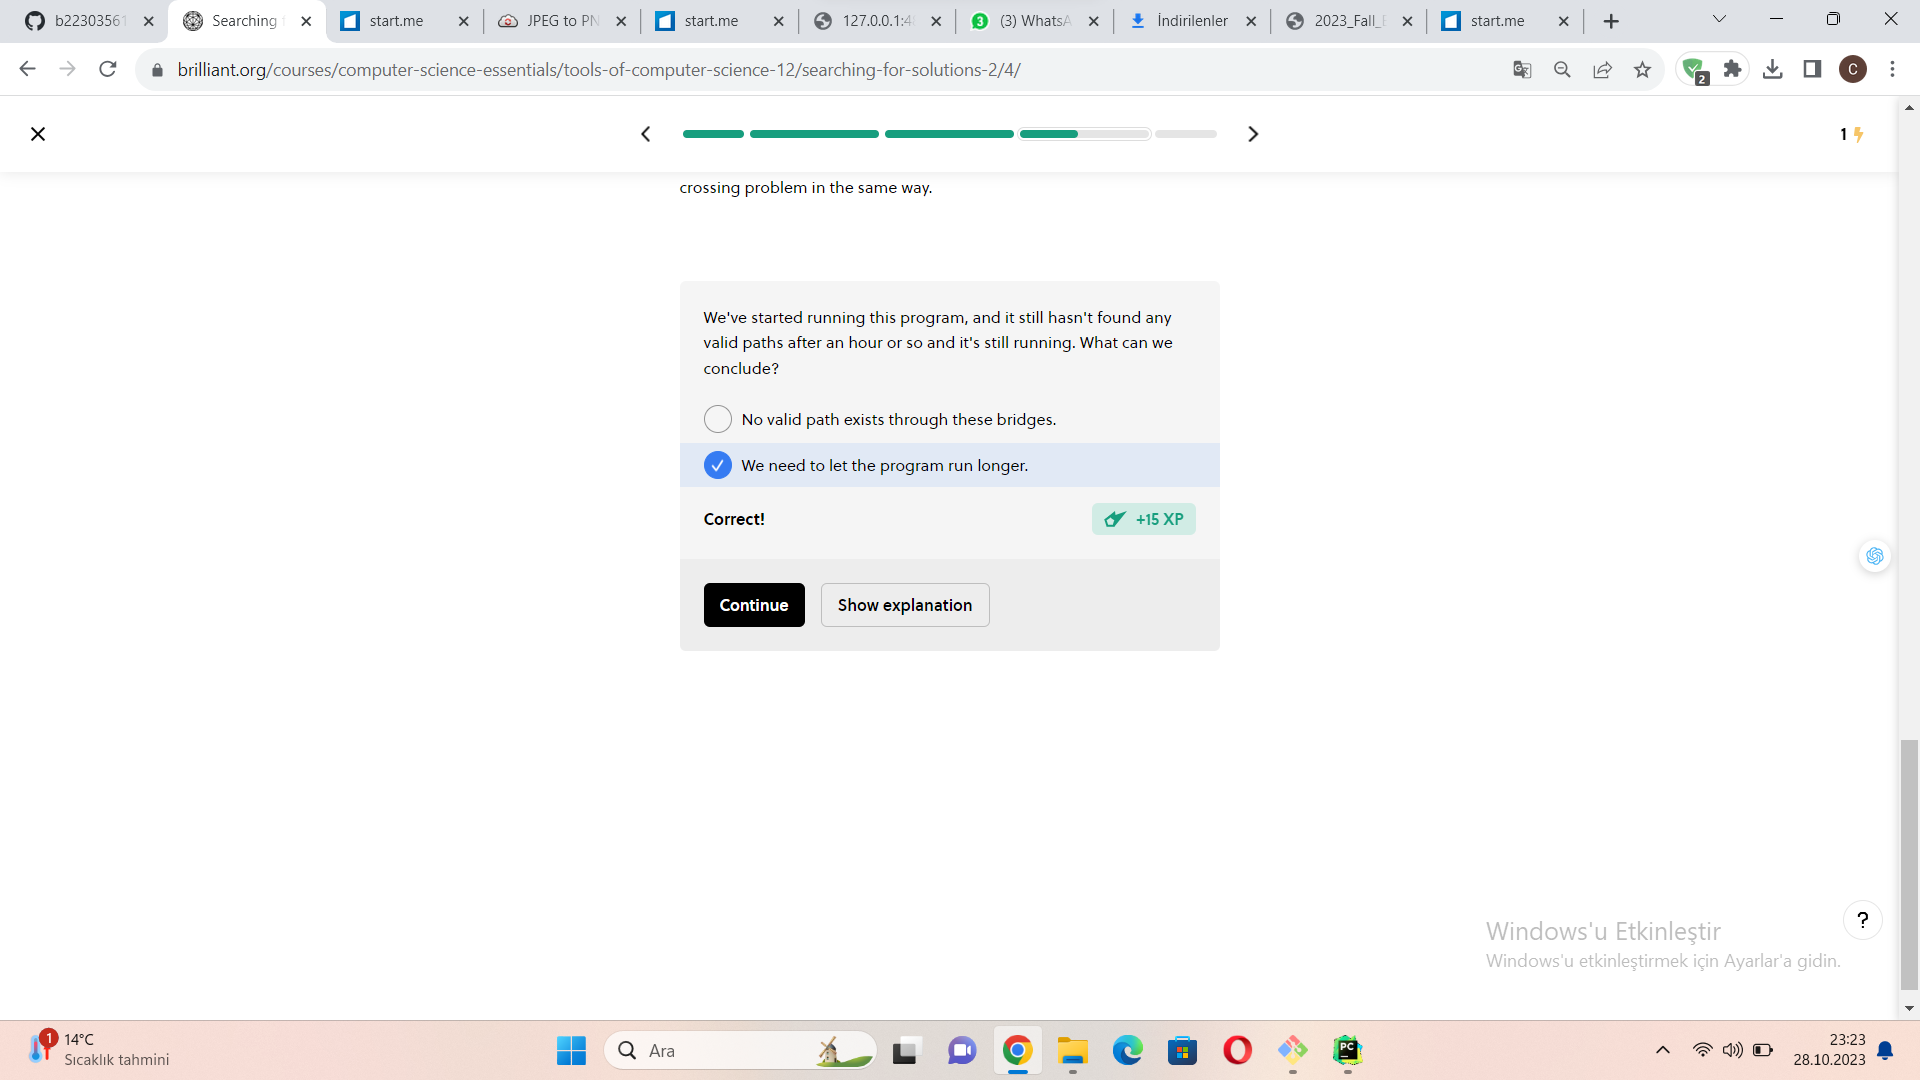 b22303561
Searching
start.me
JPEG to PN
start.me
127.0.0.1:4
(3) WhatsA
İndirilenler
2023_Fall_
start.me
brilliant.org/courses/computer-science-essentials/tools-of-computer-science-12/searching-for-solutions-2/4/
2
C
1
crossing problem in the same way.
We've started running this program, and it still hasn't found any
valid paths after an hour or so and it's still running. What can we
conclude?
No valid path exists through these bridges.
We need to let the program run longer.
Correct!
+15 XP
Continue
Show explanation
Windows'u Etkinleştir
Windows'u etkinleştirmek için Ayarlar'a gidin.
?
1
14°C
Sıcaklık tahmini
Ara
PC
23:23
28.10.2023